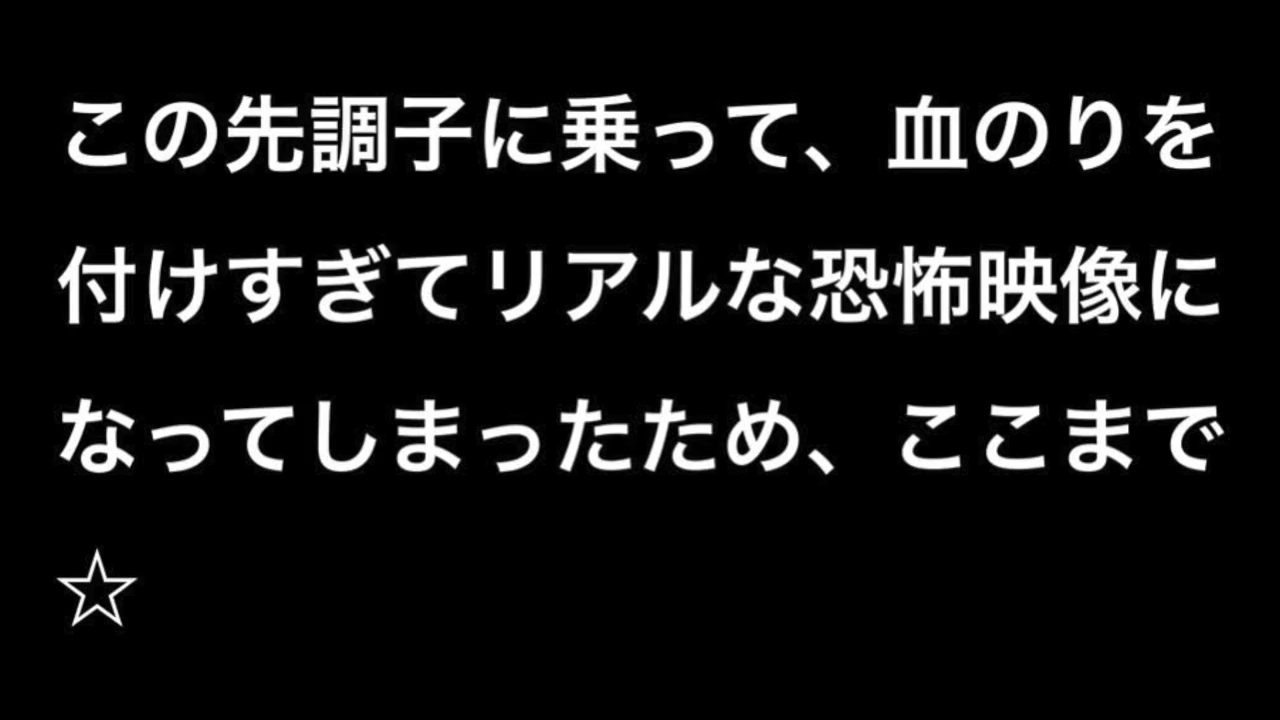 この先調子に乗って、血のりを
付けすぎてリアルな恐怖映像に
なってしまったため、ここまで
☆